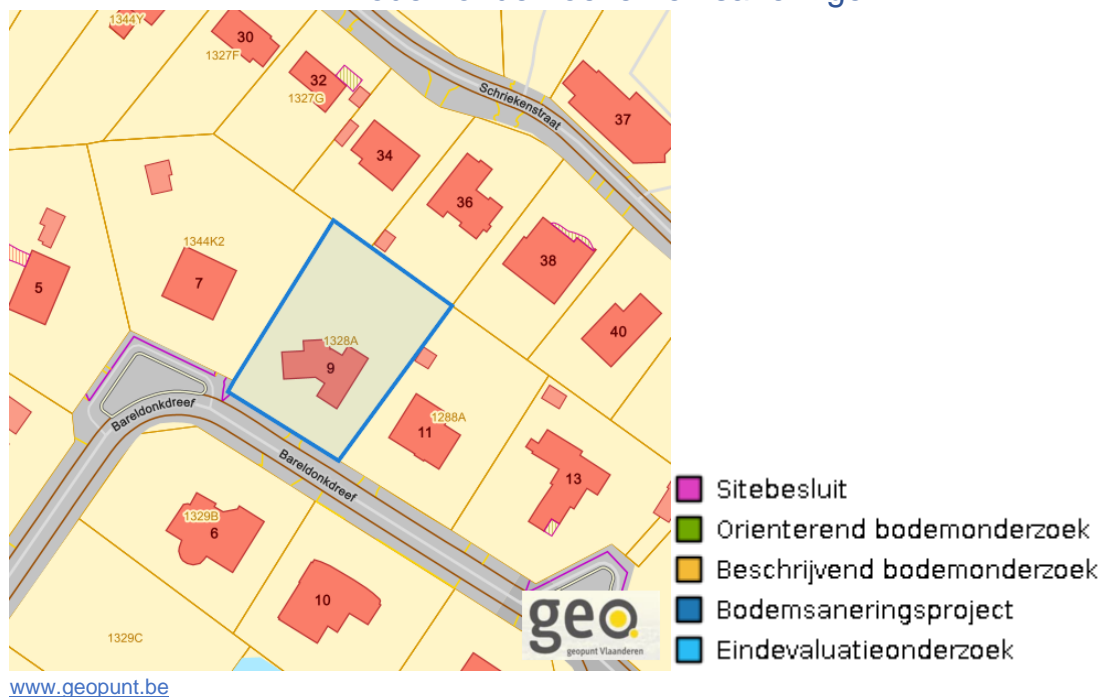 1344Y
30
1327F
32
1327G
Schriekenstraat
37
34
36
1344K2
38
7
5
40
1328A
9
Bareldonkdreef
1288A
11
Bareldonkdreef
13
1329B
6
10
1329C
geo.
geopunt Vlaanderen
Sitebesluit
Orienterend bodemonderzoek
Beschrijvend bodemonderzoek
Bodemsaneringsproject
Eindevaluatieonderzoek
www.geopunt.be